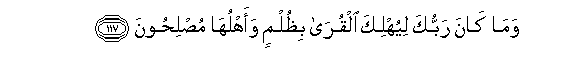 وَمَا كَانَ رَبُّكَ لِيُهْلِكَ ٱلْقُرَىٰ بِظُلْمٍۢ وَأَهْلُهَا مُصْلِحُونَ ١١٧